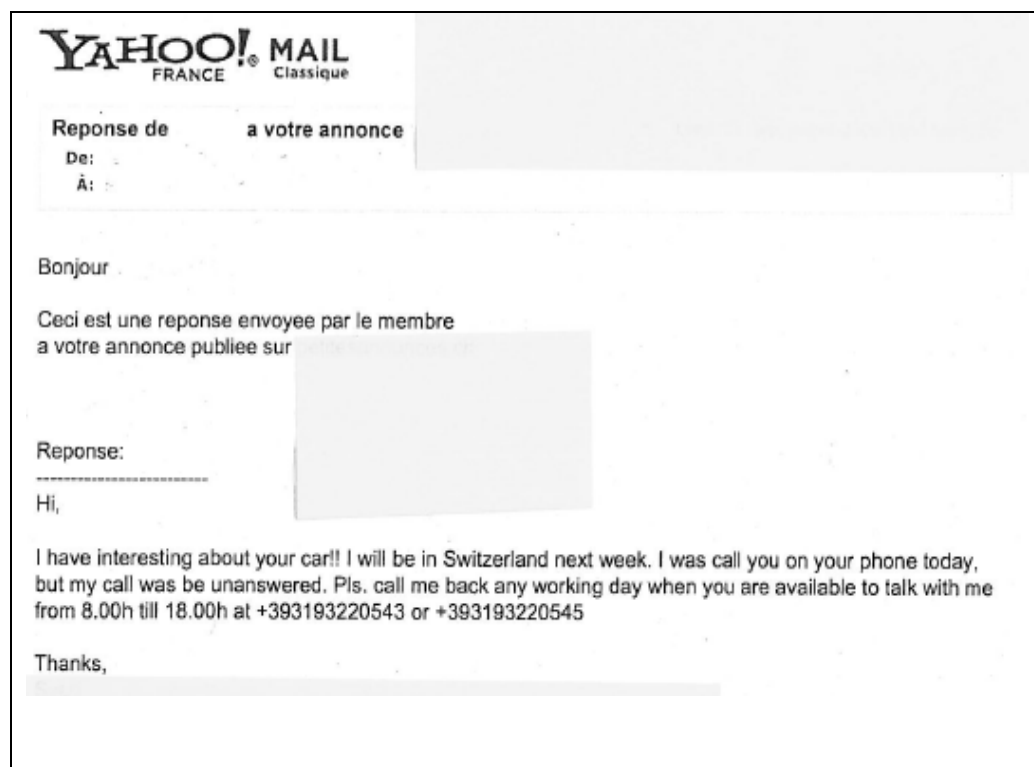 YAHOO!® MAIL
FRANCE Classique
Reponse de a votre annonce
De:
À:
Bonjour
Ceci est une reponse envoyee par le membre
a votre annonce publiee sur
Reponse:
-------------------------
Hi,
I have interesting about your car!! I will be in Switzerland next week. I was call you on your phone today,
but my call was be unanswered. Pls. call me back any working day when you are available to talk with me
from 8.00h till 18.00h at +393193220543 or +393193220545
Thanks,